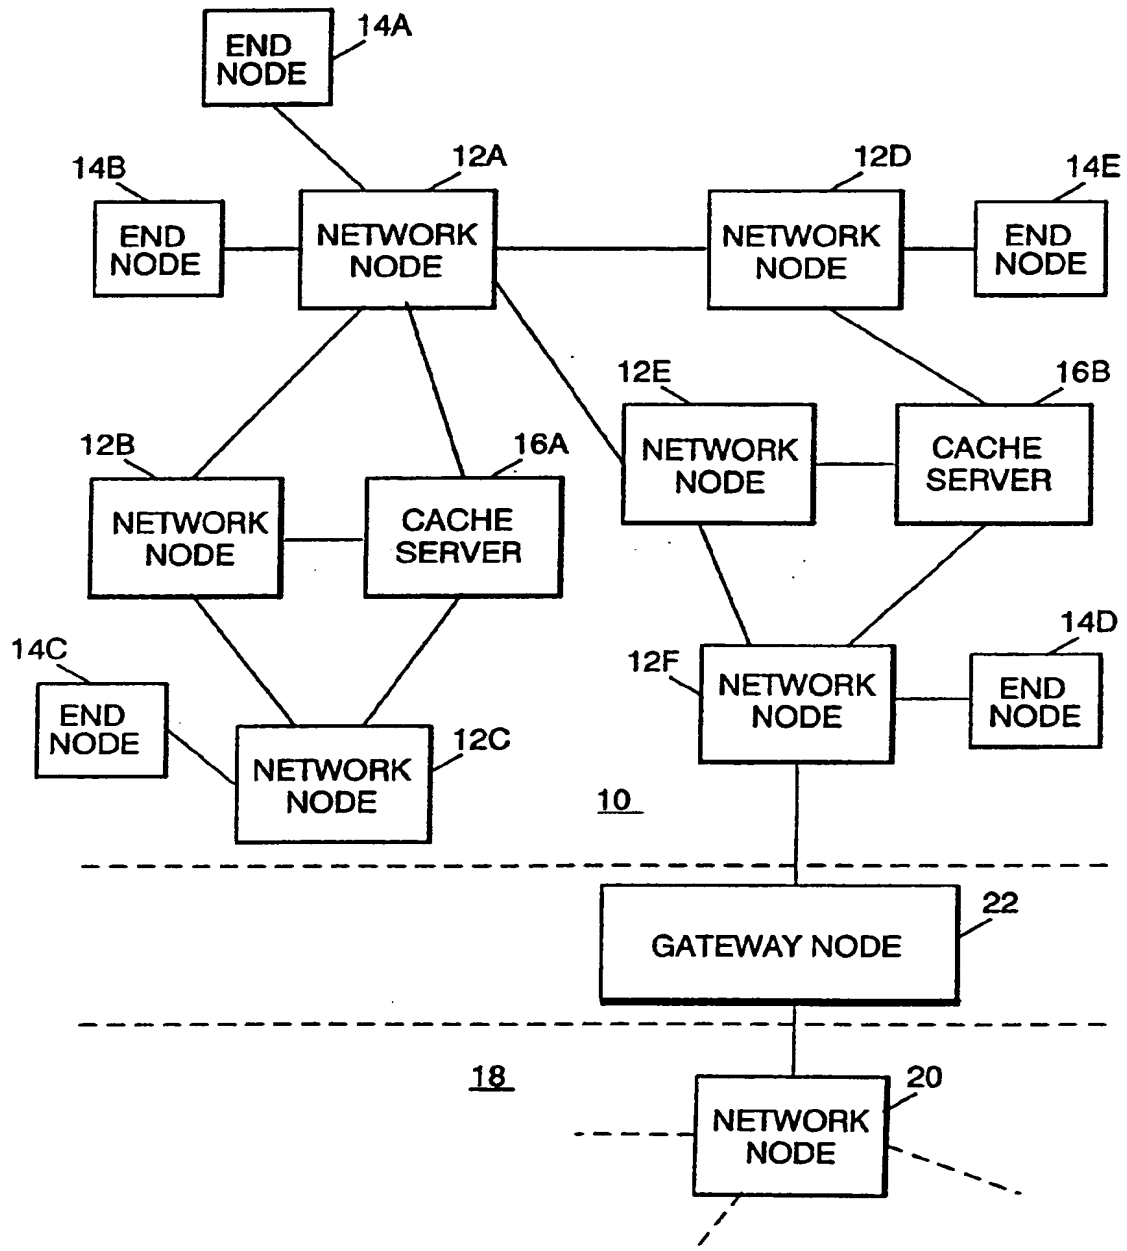 14A
END
NODE
14B
12A
12D
14E
END
NODE
NETWORK
NODE
NETWORK
NODE
END
NODE
12E
16B
12B
16A
NETWORK
NODE
CACHE
SERVER
NETWORK
NODE
CACHE
SERVER
14C
12F
14D
END
NODE
NETWORK
NODE
END
NODE
12C
NETWORK
NODE
10
22
GATEWAY NODE
18
20
NETWORK
NODE